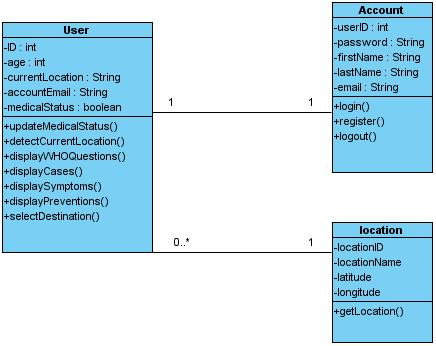 User
-ID : int
-age : int
-currentLocation : String
-accountEmail : String
-medicalStatus : boolean
+updateMedicalStatus()
+detectCurrentLocation()
+displayWHOQuestions()
+displayCases()
+displaySymptoms()
+displayPreventions()
+selectDestination()
1
1
0..*
1
Account
-userID : int
-password : String
-firstName : String
-lastName : String
-email : String
+login()
+register()
+logout()
location
-locationID
-locationName
-latitude
-longitude
+getLocation()